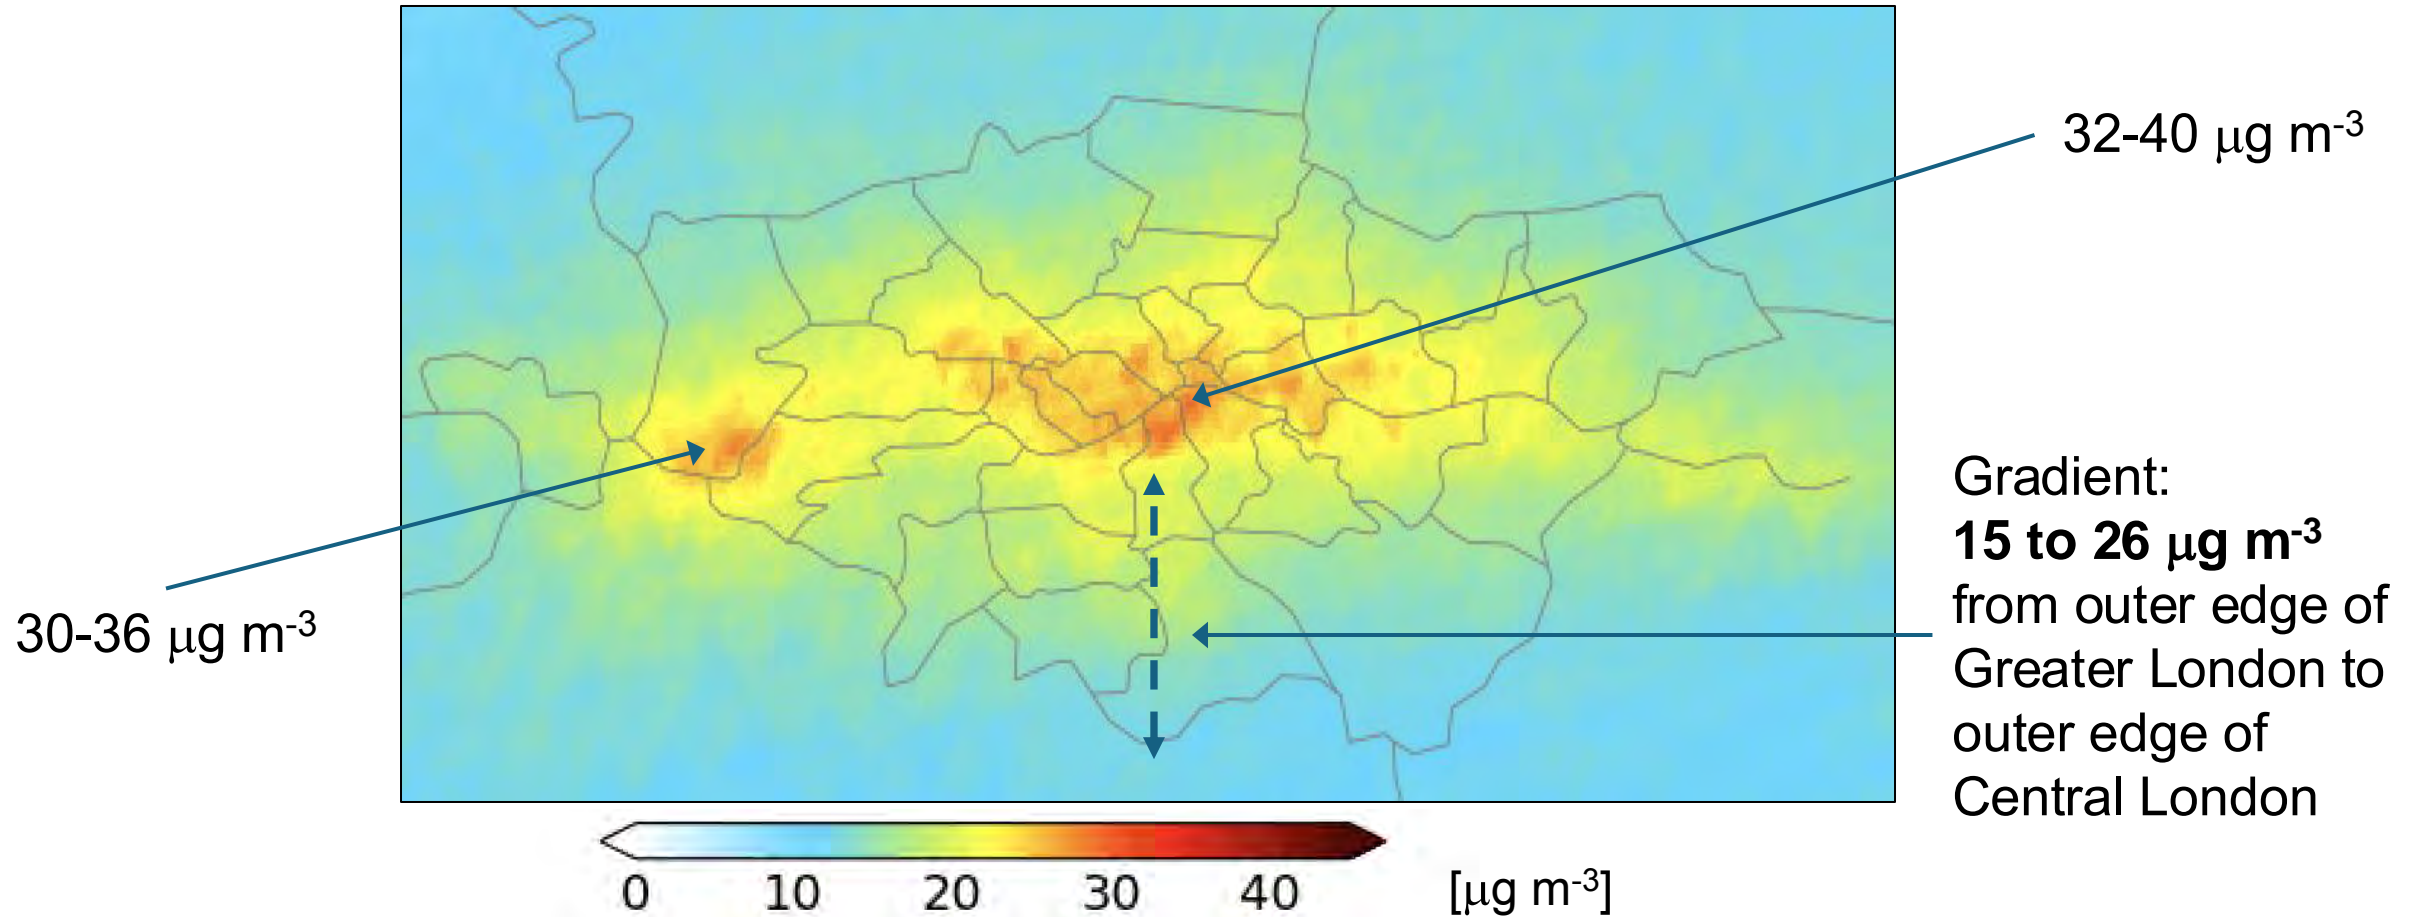 32-40 μg m-3
30-36 μg m-3
Gradient:
15 to 26 μg m-3
from outer edge of
Greater London to
outer edge of
Central London
0 10 20 30 40 [μg m-3]